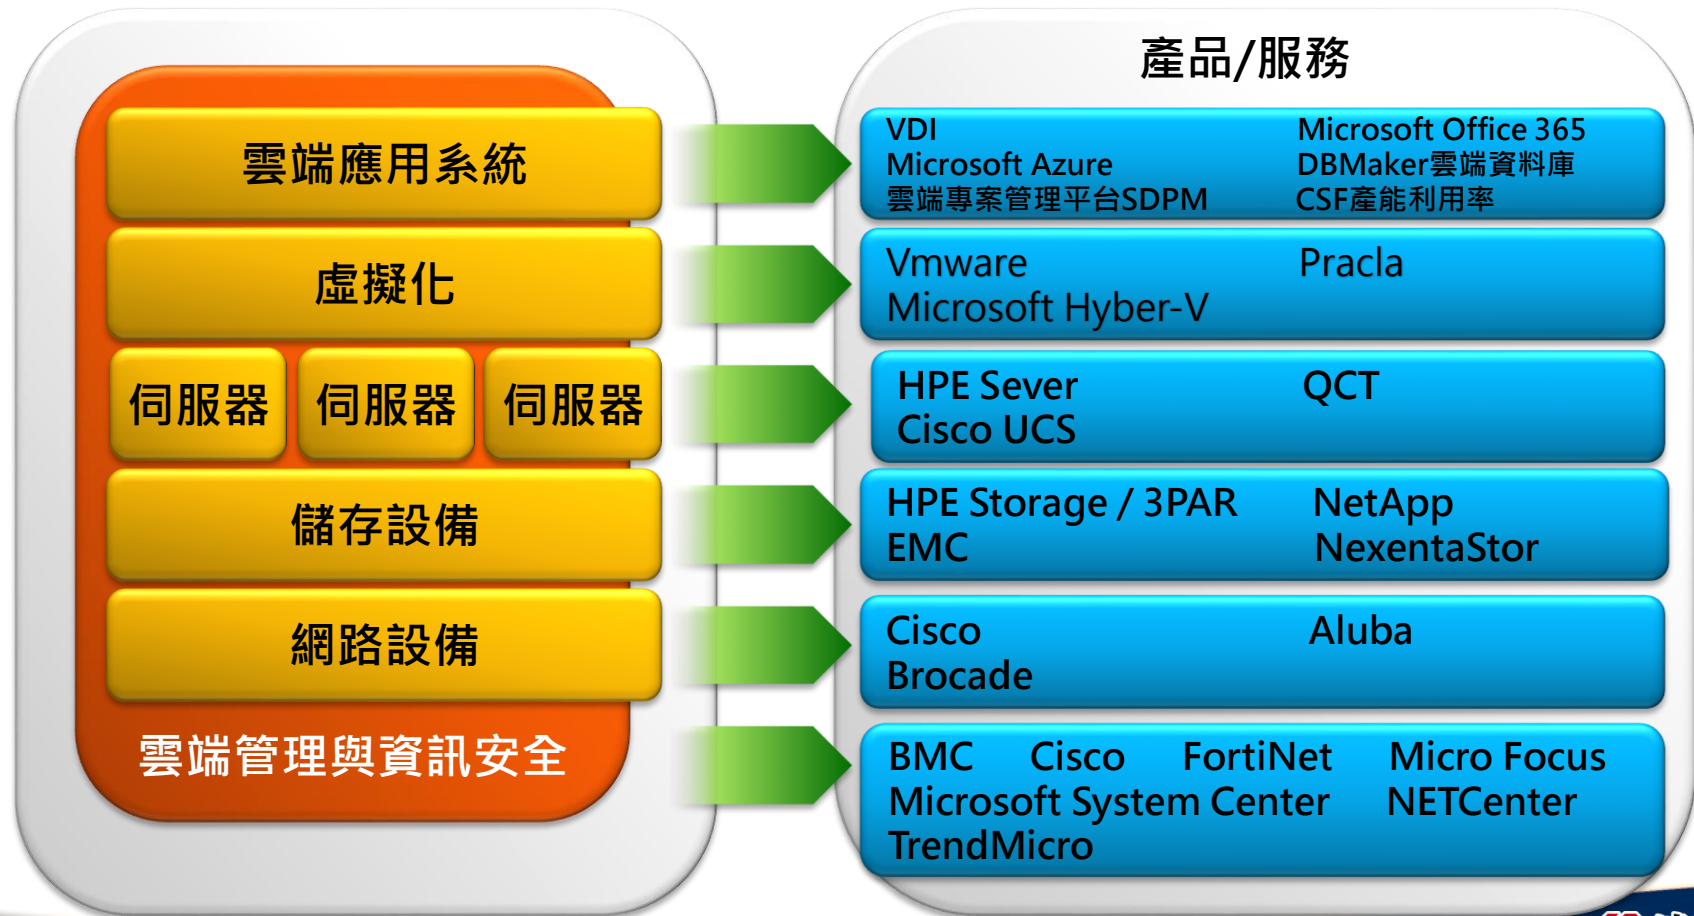 產品/服務
雲端應用系統
VDI Microsoft Office 365
Microsoft Azure DBMaker雲端資料庫
雲端專案管理平台SDPM CSF產能利用率
虛擬化
Vmware Pracla
Microsoft Hyber-V
伺服器 伺服器 伺服器
HPE Sever QCT
Cisco UCS
儲存設備
HPE Storage / 3PAR NetApp
EMC NexentaStor
網路設備
Cisco Aluba
Brocade
雲端管理與資訊安全
BMC Cisco FortiNet Micro Focus
Microsoft System Center NETCenter
TrendMicro